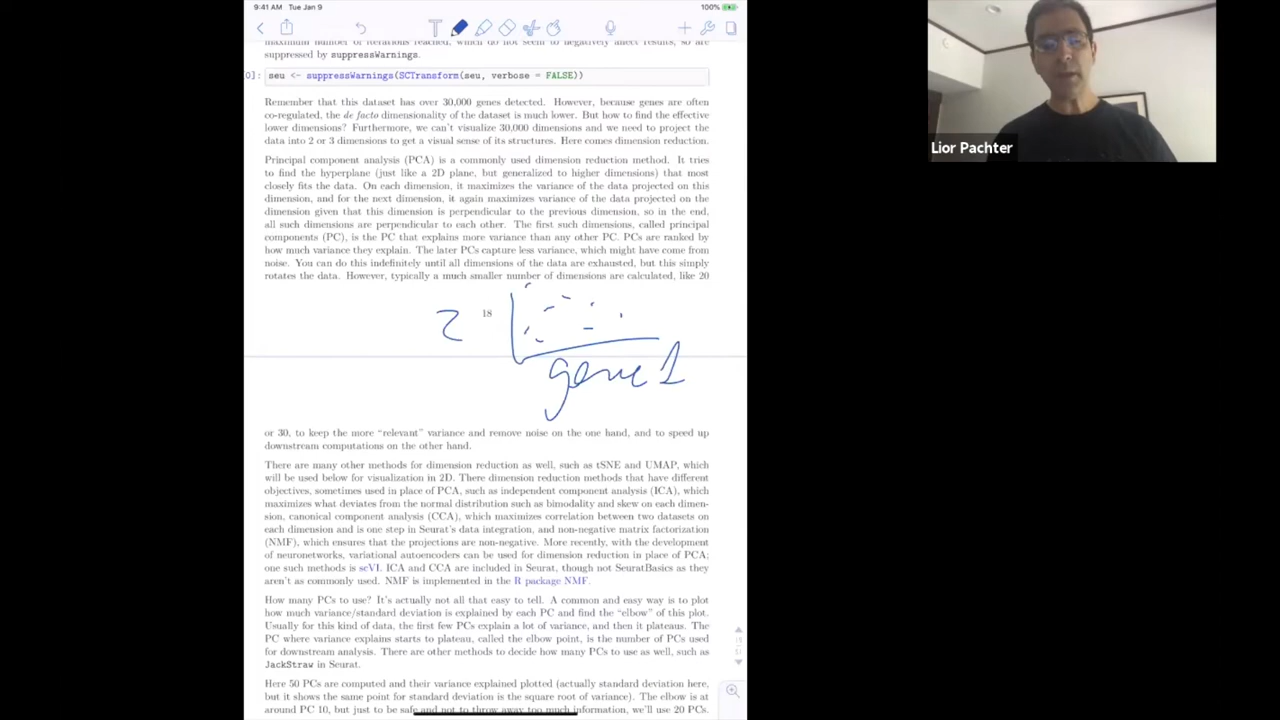 9:41 AM Tue Jan 9
100%
maximum number of iterations reached, which do not seem to negatively affect results, so are
suppressed by suppressWarnings.
0]: seu <- suppressWarnings(SCTransform(seu, verbose = FALSE))
Remember that this dataset has over 30,000 genes detected. However, because genes are often
co-regulated, the de facto dimensionality of the dataset is much lower. But how to find the effective
lower dimensions? Furthermore, we can't visualize 30,000 dimensions and we need to project the
data into 2 or 3 dimensions to get a visual sense of its structures. Here comes dimension reduction.
Principal component analysis (PCA) is a commonly used dimension reduction method. It tries
to find the hyperplane (just like a 2D plane, but generalized to higher dimensions) that most
closely fits the data. On each dimension, it maximizes the variance of the data projected on this
dimension, and for the next dimension, it again maximizes variance of the data projected on the
dimension given that this dimension is perpendicular to the previous dimension, so in the end,
all such dimensions are perpendicular to each other. The first such dimensions, called principal
components (PC), is the PC that explains more variance than any other PC. PCs are ranked by
how much variance they explain. The later PCs capture less variance, which might have come from
noise. You can do this indefinitely until all dimensions of the data are exhausted, but this simply
rotates the data. However, typically a much smaller number of dimensions are calculated, like 20
2
18
gene 1
or 30, to keep the more "relevant" variance and remove noise on the one hand, and to speed up
downstream computations on the other hand.
There are many other methods for dimension reduction as well, such as tSNE and UMAP, which
will be used below for visualization in 2D. There dimension reduction methods that have different
objectives, sometimes used in place of PCA, such as independent component analysis (ICA), which
maximizes what deviates from the normal distribution such as bimodality and skew on each dimen-
sion, canonical component analysis (CCA), which maximizes correlation between two datasets on
each dimension and is one step in Seurat's data integration, and non-negative matrix factorization
(NMF), which ensures that the projections are non-negative. More recently, with the development
of neuronetworks, variational autoencoders can be used for dimension reduction in place of PCA;
one such methods is scVI. ICA and CCA are included in Seurat, though not SeuratBasics as they
aren't as commonly used. NMF is implemented in the R package NMF.
How many PCs to use? It's actually not all that easy to tell. A common and easy way is to plot
how much variance/standard deviation is explained by each PC and find the "elbow" of this plot.
Usually for this kind of data, the first few PCs explain a lot of variance, and then it plateaus. The
PC where variance explains starts to plateau, called the elbow point, is the number of PCs used
for downstream analysis. There are other methods to decide how many PCs to use as well, such as
JackStraw in Seurat.
Here 50 PCs are computed and their variance explained plotted (actually standard deviation here,
but it shows the same point for standard deviation is the square root of variance). The elbow is at
around PC 10, but just to be safe and not to throw away too much information, we'll use 20 PCs.
Lior Pachter